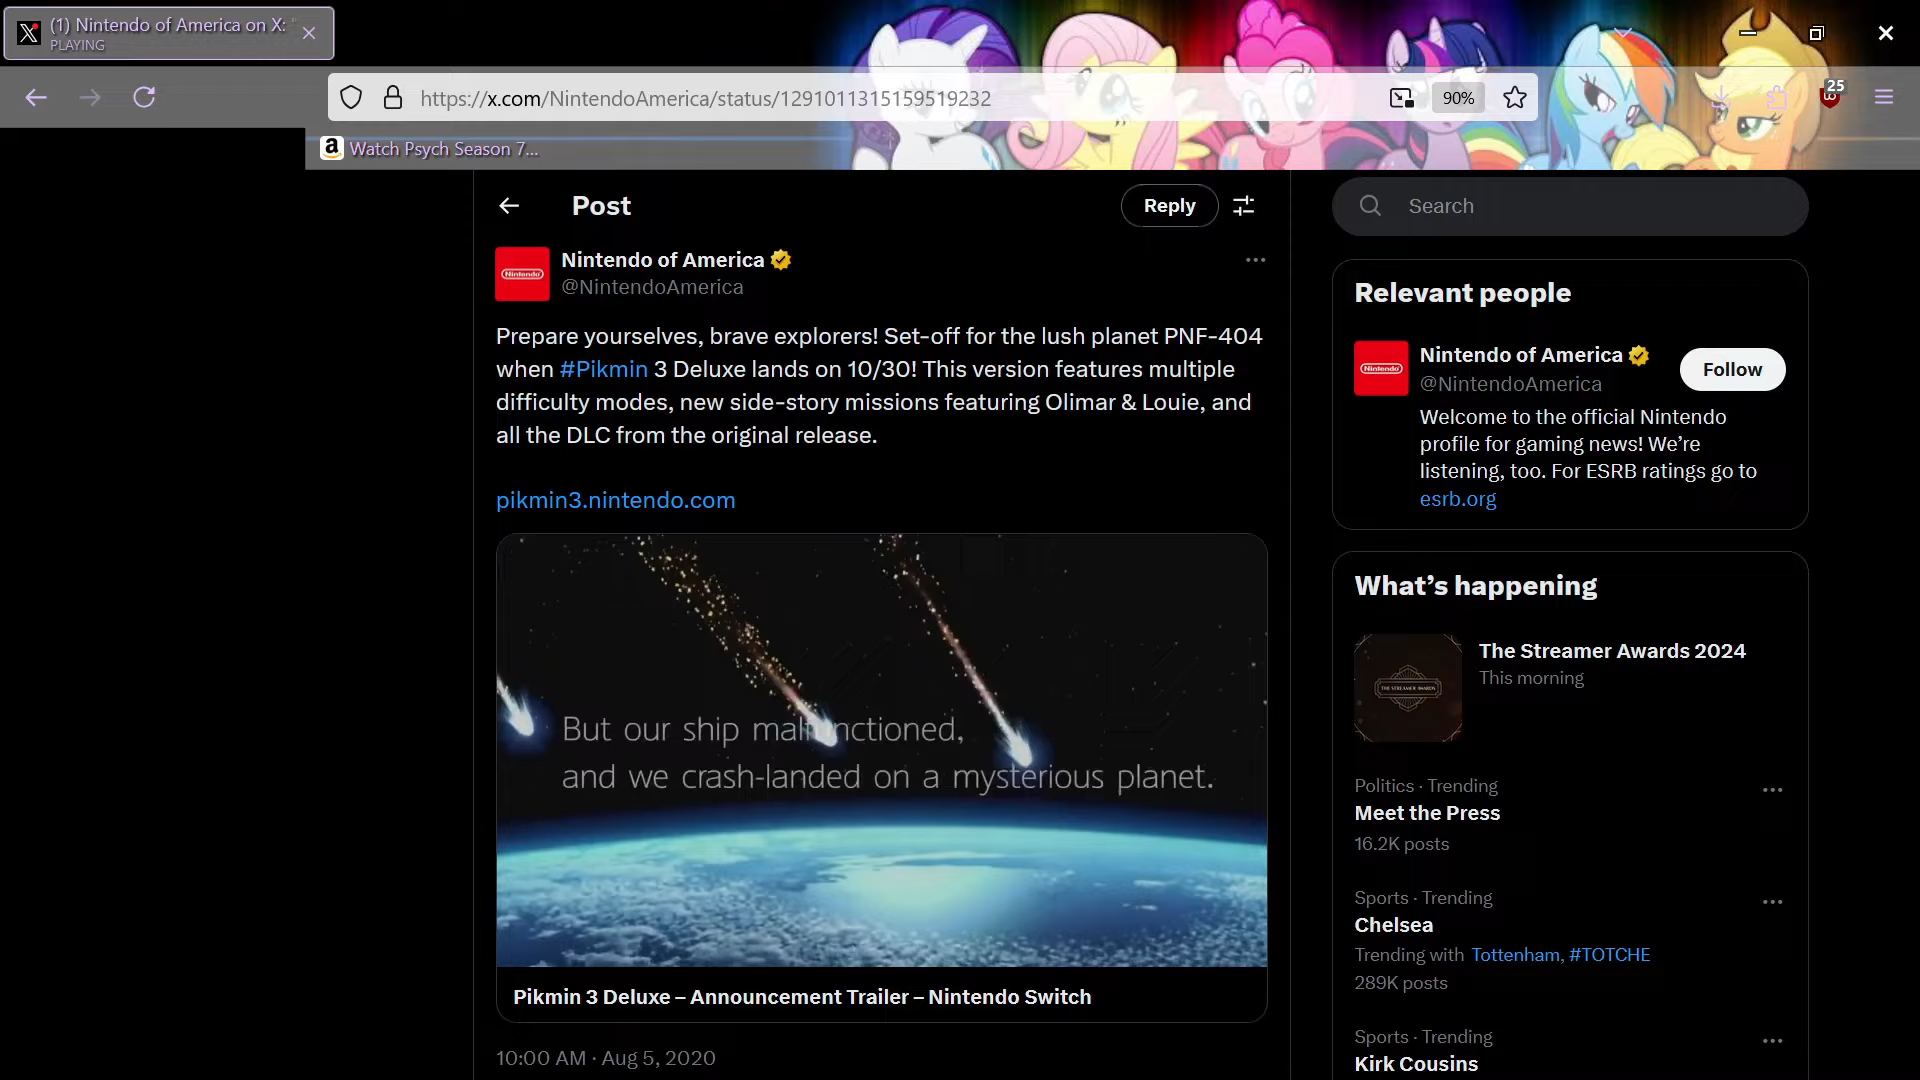 (1) Nintendo of America on X: "
PLAYING
https://x.com/NintendoAmerica/status/1291011315159519232
90%
25
Watch Psych Season 7...
Post
Reply
Search
Nintendo of America
@NintendoAmerica
Prepare yourselves, brave explorers! Set-off for the lush planet PNF-404
when #Pikmin 3 Deluxe lands on 10/30! This version features multiple
difficulty modes, new side-story missions featuring Olimar & Louie, and
all the DLC from the original release.
pikmin3.nintendo.com
Nintendo
But our ship malfunctioned,
and we crash-landed on a mysterious planet.
Pikmin 3 Deluxe – Announcement Trailer – Nintendo Switch
10:00 AM · Aug 5, 2020
Relevant people
Nintendo
Nintendo of America
@NintendoAmerica
Follow
Welcome to the official Nintendo
profile for gaming news! We’re
listening, too. For ESRB ratings go to
esrb.org
What’s happening
THE STREAMER AWARDS
The Streamer Awards 2024
This morning
Politics · Trending
Meet the Press
16.2K posts
Sports · Trending
Chelsea
Trending with Tottenham, #TOTCHE
289K posts
Sports · Trending
Kirk Cousins